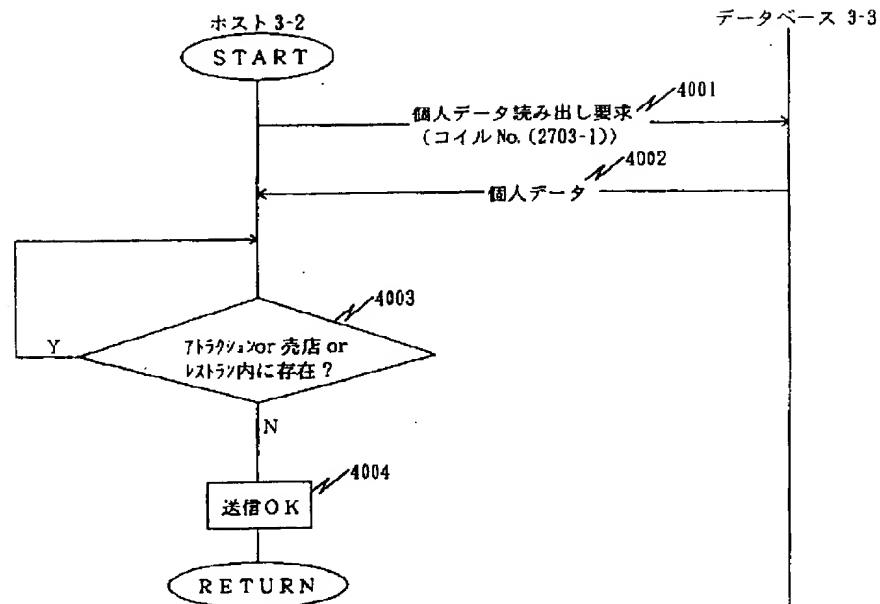 ホスト 3-2
データベース 3-3
START
4001
個人データ読み出し要求
(コイル No. (2703-1))
4002
個人データ
4003
アトラクションor 売店 or
レストラン内に存在?
Y
N
4004
送信OK
RETURN